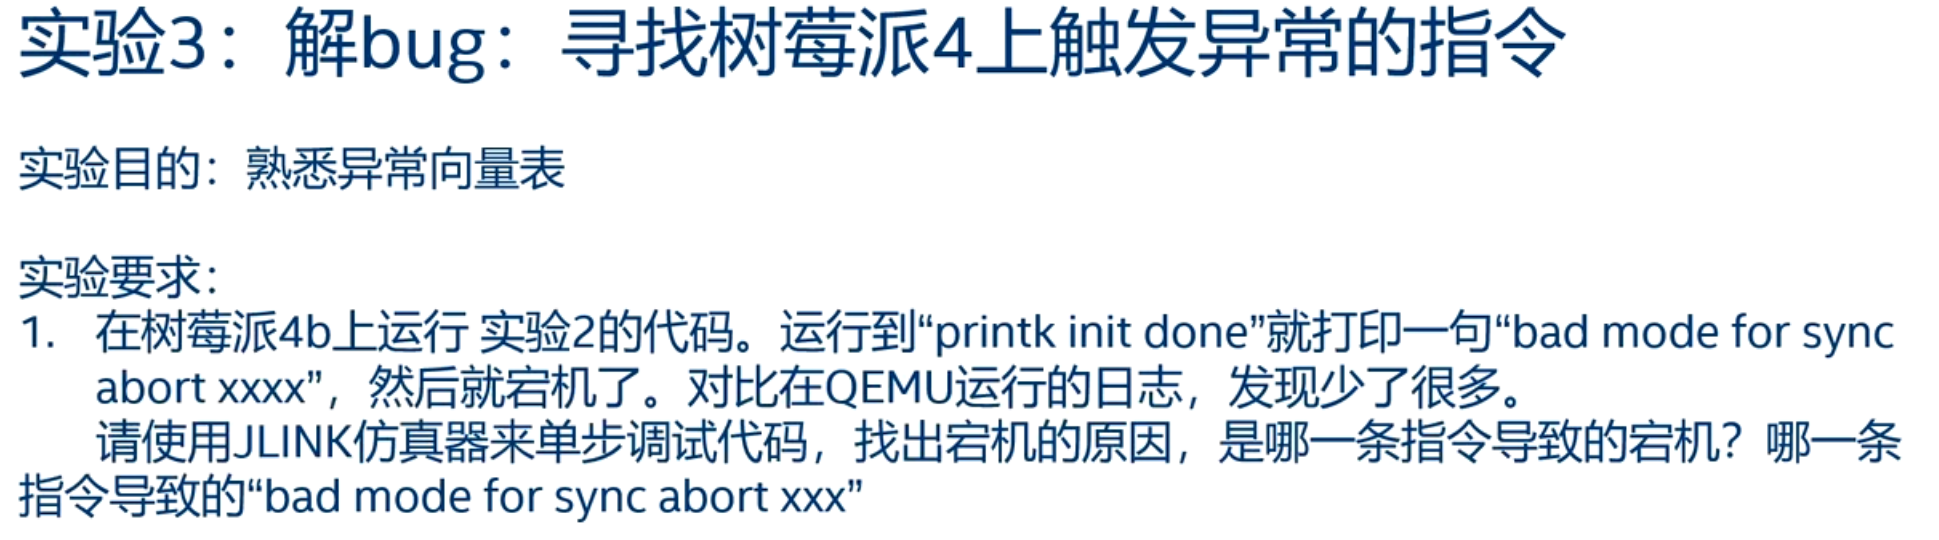 实验3：解bug：寻找树莓派4上触发异常的指令
实验目的：熟悉异常向量表
实验要求：
1. 在树莓派4b上运行 实验2的代码。运行到“printk init done”就打印一句“bad mode for sync
abort xxxx”，然后就宕机了。对比在QEMU运行的日志，发现少了很多。
请使用JLINK仿真器来单步调试代码，找出宕机的原因，是哪一条指令导致的宕机？哪一条
指令导致的“bad mode for sync abort xxx”